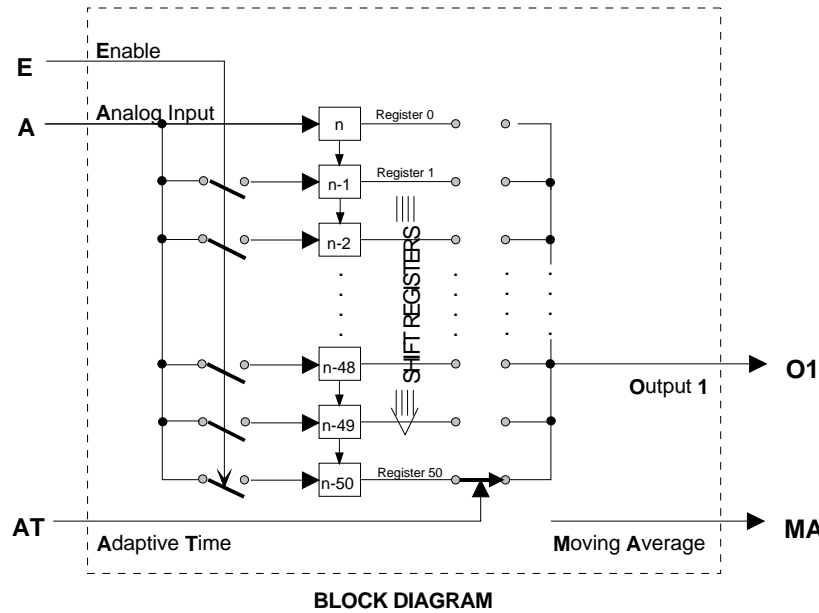 E
Enable
A
Analog Input
n
Register 0
n-1
Register 1
n-2
SHIFT REGISTERS
n-48
O1
Output 1
n-49
n-50
Register 50
AT
Adaptive Time
Moving Average
MA
BLOCK DIAGRAM